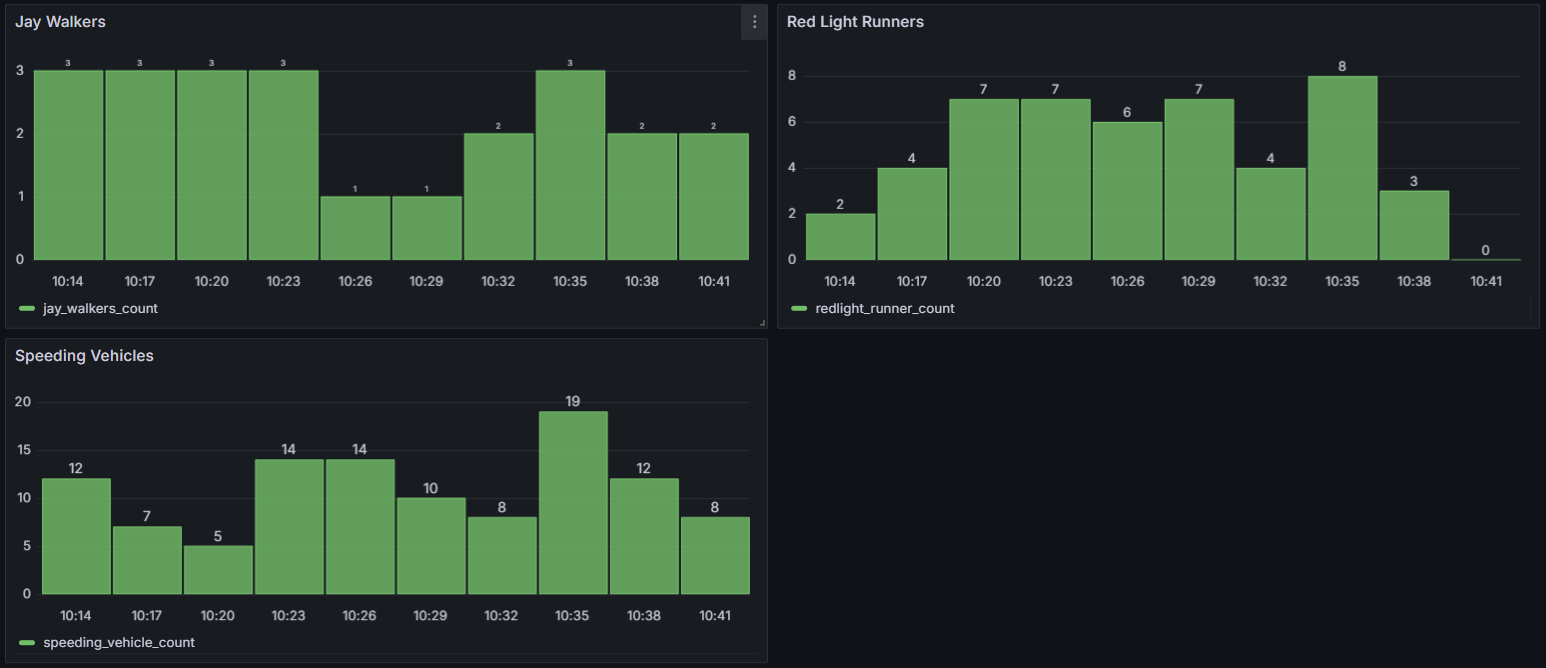 Jay Walkers
3
3 3 3 3 3
2
2 2 2
1
1 1
0
10:14 10:17 10:20 10:23 10:26 10:29 10:32 10:35 10:38 10:41
jay_walkers_count
Red Light Runners
8
8
7 7 7
6
6
4
4 4
3
2
2
0
0
10:14 10:17 10:20 10:23 10:26 10:29 10:32 10:35 10:38 10:41
redlight_runner_count
Speeding Vehicles
20
19
15
14 14
12 12
10
10
8 8
7
5
5
0
10:14 10:17 10:20 10:23 10:26 10:29 10:32 10:35 10:38 10:41
speeding_vehicle_count